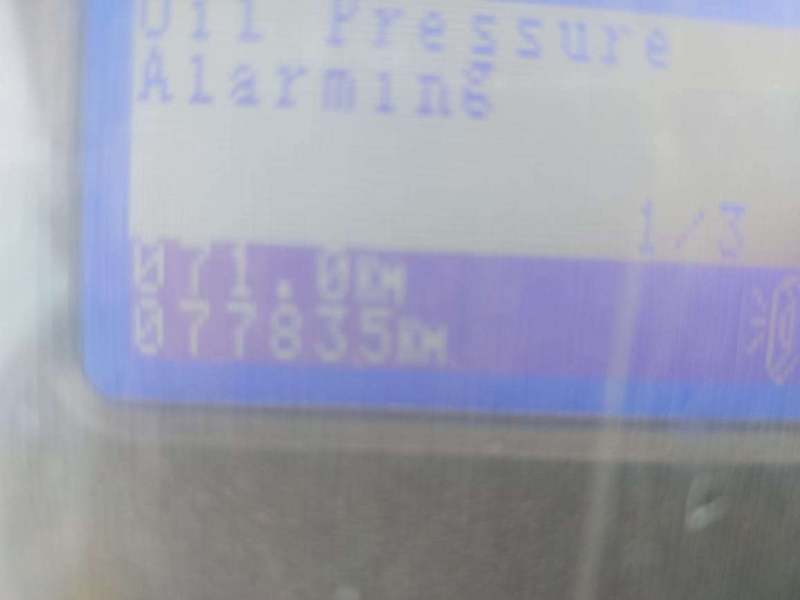 Oil Pressure
Alarming
1/3
071.0KM
077835KM